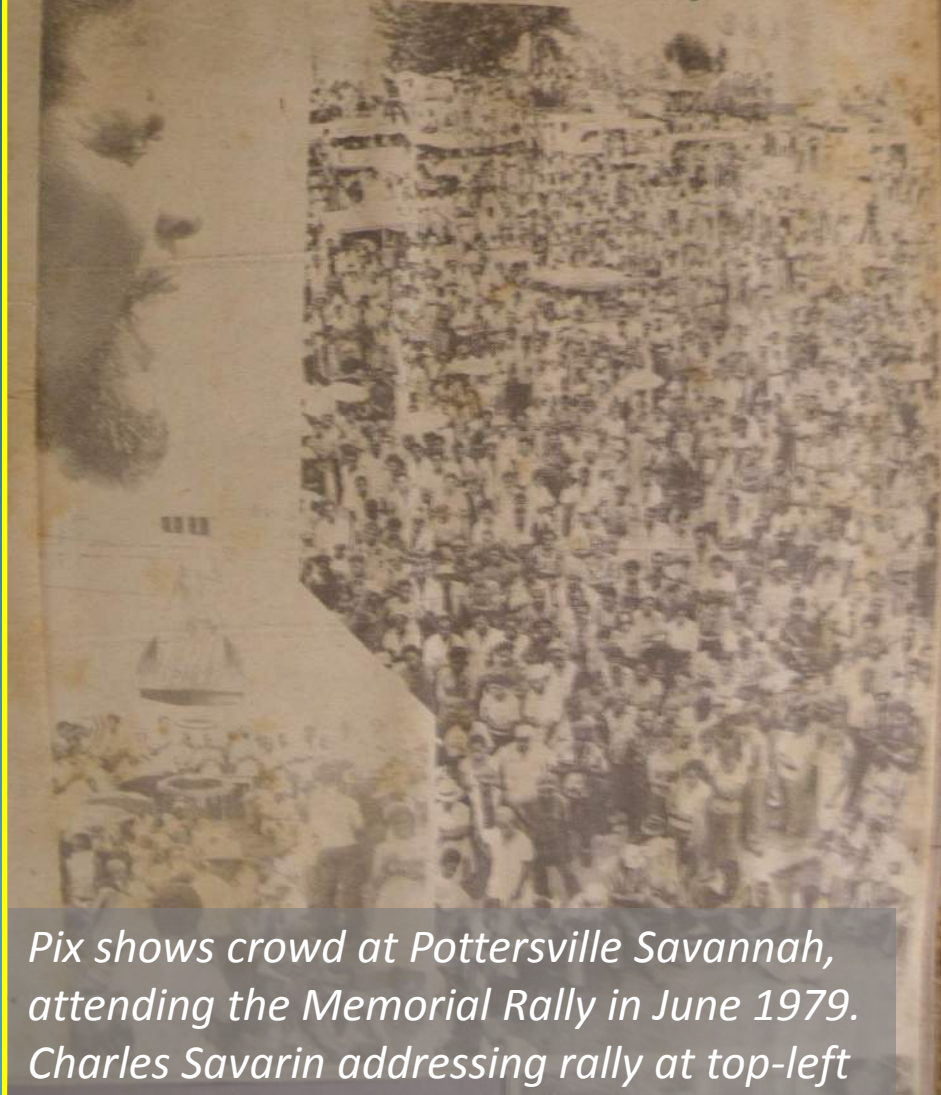 Pix shows crowd at Pottersville Savannah,
attending the Memorial Rally in June 1979.
Charles Savarin addressing rally at top-left